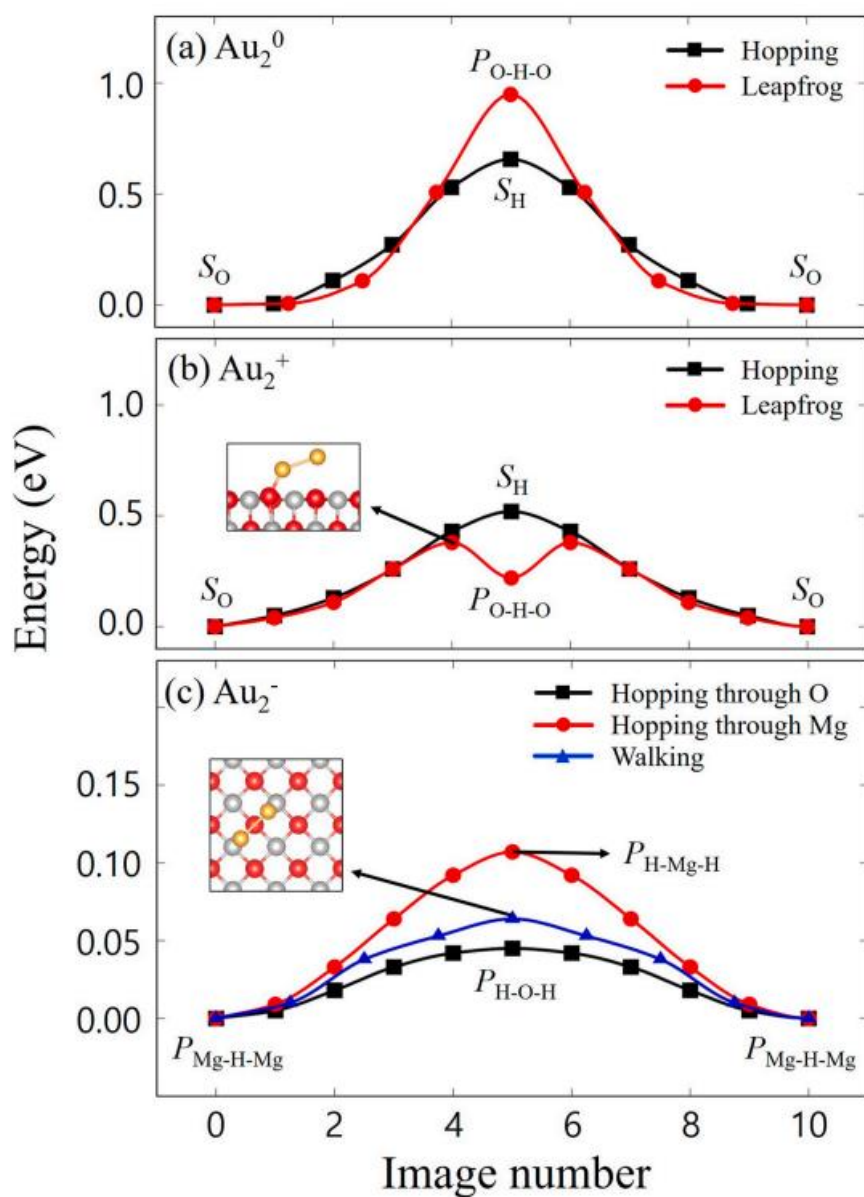 (a) Au₂⁰
Hopping
Leapfrog
P_O-H-O
S_H
S_O
S_O
1.0
0.5
0.0
(b) Au₂⁺
Hopping
Leapfrog
S_H
P_O-H-O
S_O
S_O
1.0
0.5
0.0
(c) Au₂⁻
Hopping through O
Hopping through Mg
Walking
P_H-Mg-H
P_H-O-H
P_Mg-H-Mg
P_Mg-H-Mg
0.15
0.10
0.05
0.00
Energy (eV)
0 2 4 6 8 10
Image number